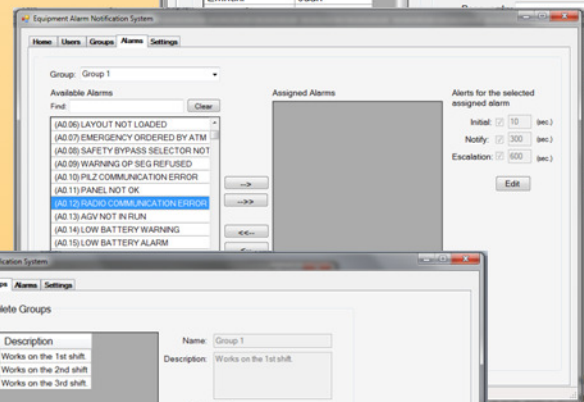 Equipment Alarm Notification System
Home Users Groups Alarms Settings
Group: Group 1
Available Alarms
Find: Clear
(A0.06) LAYOUT NOT LOADED
(A0.07) EMERGENCY ORDERED BY ATM
(A0.08) SAFETY BYPASS SELECTOR NOT
(A0.09) WARNING OP SEG REFUSED
(A0.10) PILZ COMMUNICATION ERROR
(A0.11) PANEL NOT OK
(A0.12) RADIO COMMUNICATION ERROR
(A0.13) AGV NOT IN RUN
(A0.14) LOW BATTERY WARNING
(A0.15) LOW BATTERY ALARM
-->
-->>
<<--
Assigned Alarms
Alerts for the selected
assigned alarm
Initial: 10 (sec.)
Notify: 300 (sec.)
Escalation: 600 (sec.)
Edit
fication System
ps Alarms Settings
lete Groups
Description
Works on the 1st shift.
Works on the 2nd shift
Works on the 3rd shift.
Name: Group 1
Description: Works on the 1st shift.